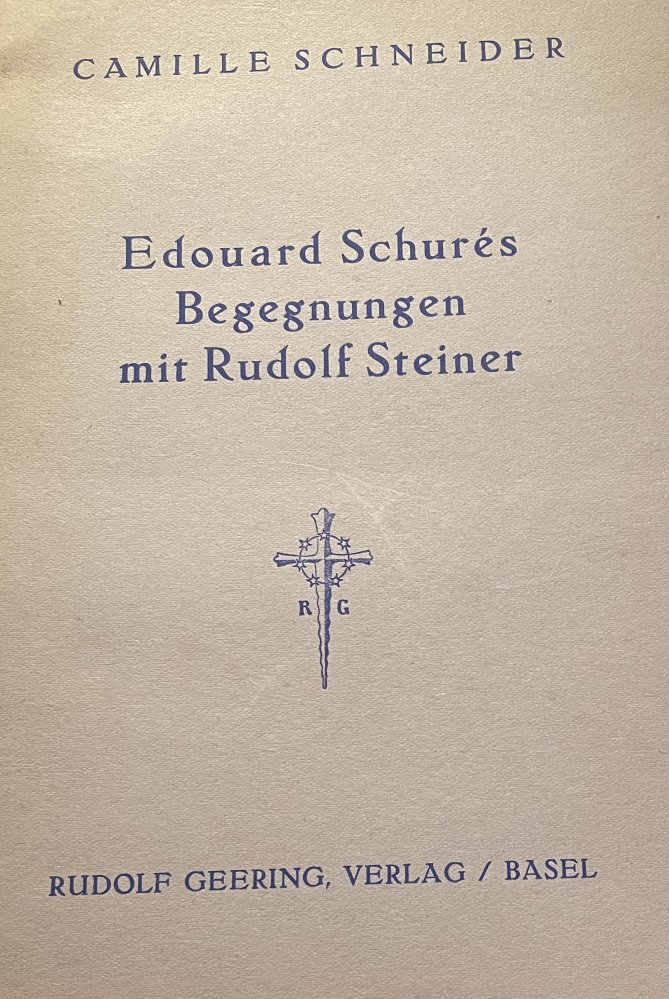 CAMILLE SCHNEIDER
Edouard Schurés
Begegnungen
mit Rudolf Steiner
R G
RUDOLF GEERING, VERLAG / BASEL